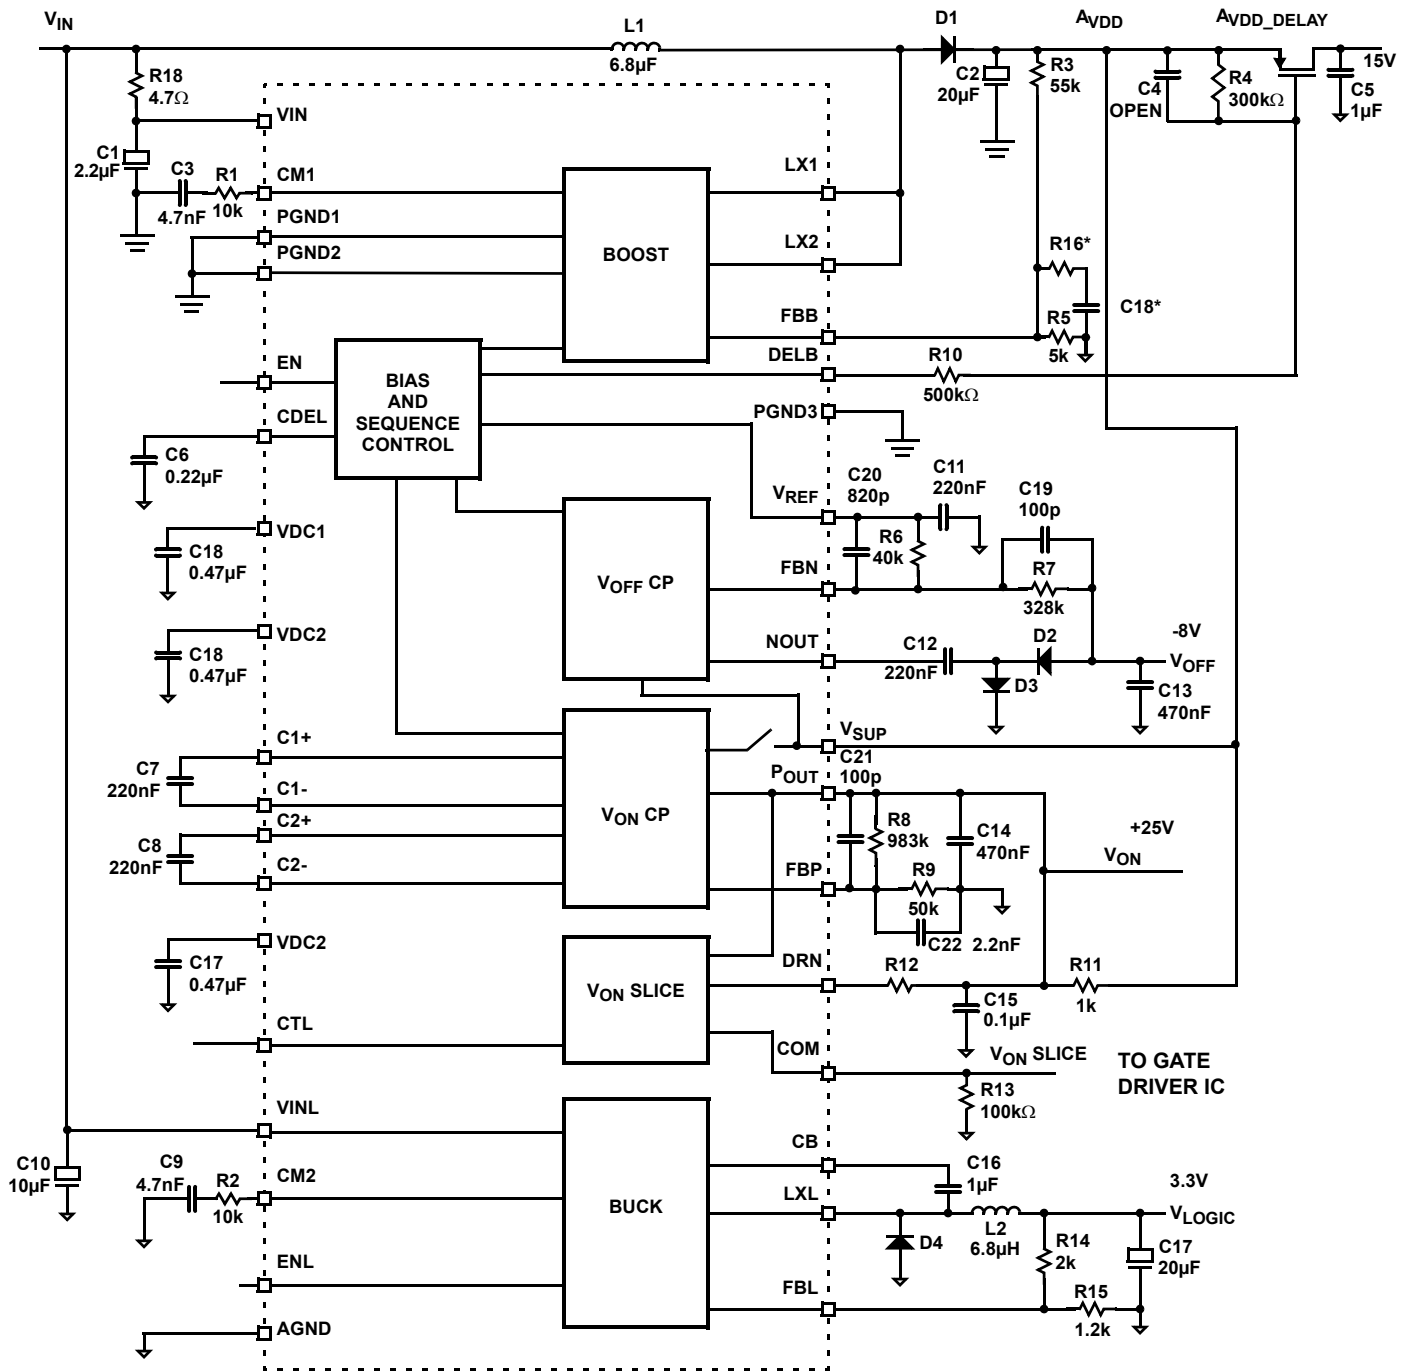 VIN
L1
6.8µF
D1
AVDD
AVDD_DELAY
R18
4.7Ω
C2
20µF
R3
55k
C4
OPEN
R4
300kΩ
15V
C5
1µF
VIN
C1
2.2µF
C3
4.7nF
R1
10k
CM1
LX1
PGND1
PGND2
BOOST
LX2
R16*
C18*
FBB
R5
5k
DELB
R10
500kΩ
EN
BIAS
AND
SEQUENCE
CONTROL
CDEL
PGND3
C6
0.22µF
VREF
C20
820p
C11
220nF
C19
100p
VDC1
C18
0.47µF
R6
40k
VOFF CP
FBN
R7
328k
VDC2
C18
0.47µF
NOUT
C12
220nF
D2
D3
-8V
VOFF
C13
470nF
C1+
C7
220nF
C1-
VSUP
C21
100p
POUT
C2+
VON CP
R8
983k
C14
470nF
+25V
VON
C8
220nF
C2-
FBP
R9
50k
C22 2.2nF
VDC2
C17
0.47µF
VON SLICE
DRN
R12
R11
1k
C15
0.1µF
CTL
COM
VON SLICE
TO GATE
DRIVER IC
R13
100kΩ
VINL
C10
10µF
C9
4.7nF
R2
10k
CM2
BUCK
CB
C16
1µF
LXL
L2
6.8µH
3.3V
VLOGIC
D4
R14
2k
C17
20µF
ENL
FBL
R15
1.2k
AGND